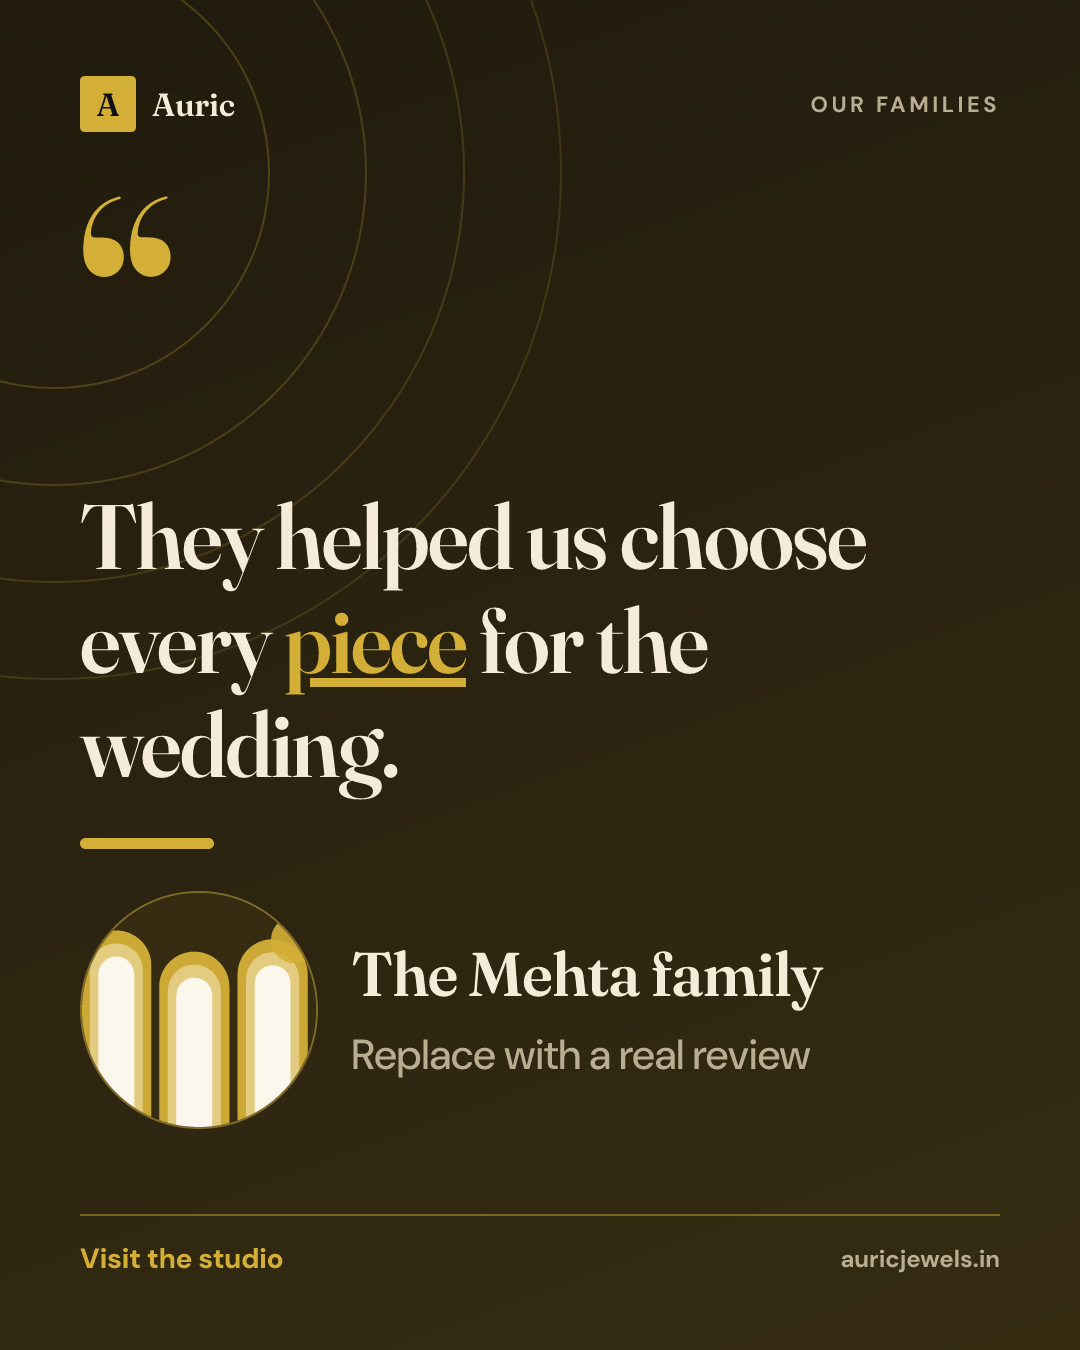 A Auric
OUR FAMILIES
“
They helped us choose
every piece for the
wedding.
The Mehta family
Replace with a real review
Visit the studio
auricjewels.in